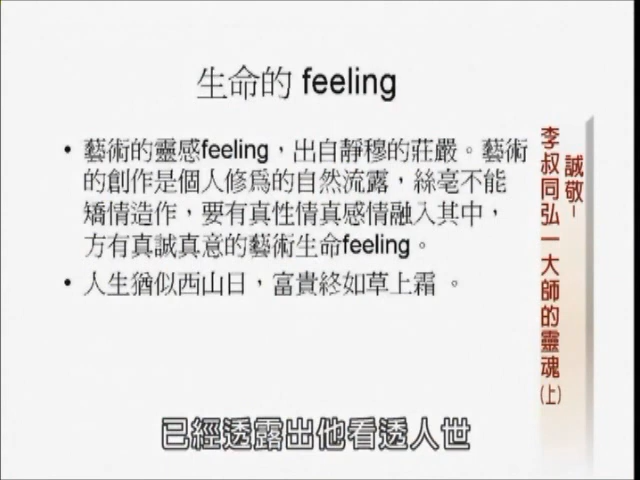 生命的 feeling
• 藝術的靈感feeling，出自靜穆的莊嚴。藝術
的創作是個人修為的自然流露，絲毫不能
矯情造作，要有真性情真感情融入其中，
方有真誠真意的藝術生命feeling。
• 人生猶似西山日，富貴終如草上霜 。
誠敬-
李叔同弘一大師的靈魂(上)
已經透露出他看透人世